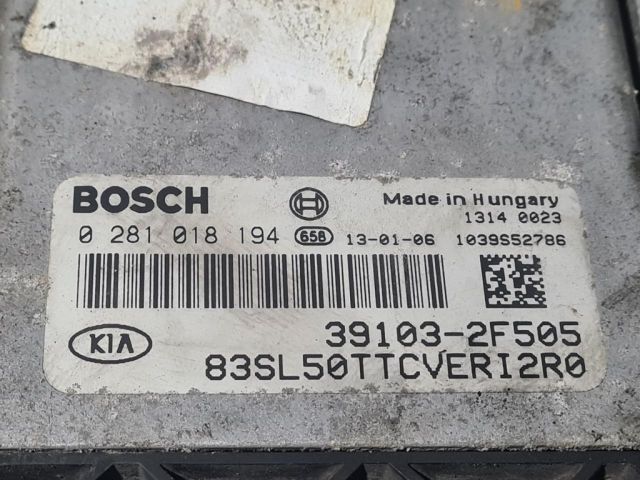 BOSCH
Made in Hungary
1314 0023
0 281 018 194 658 13-01-06 1039S52786
39103-2F505
KIA
83SL50TTCVERI2R0